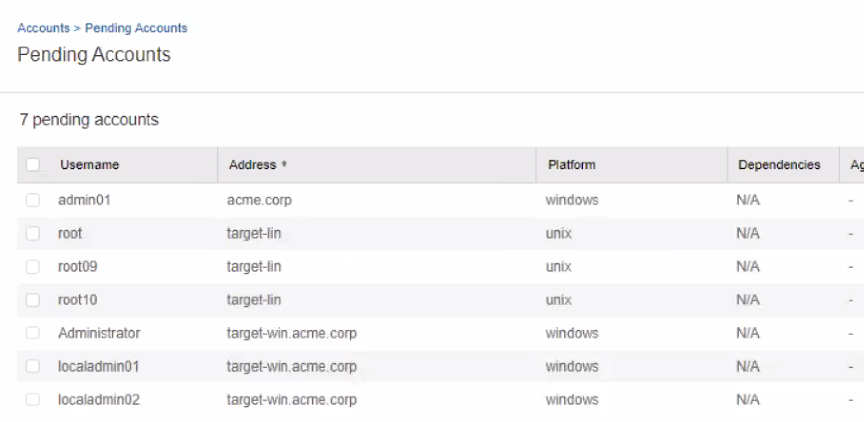 Accounts > Pending Accounts
Pending Accounts
7 pending accounts
Username Address Platform Dependencies
admin01 acme.corp windows N/A -
root target-lin unix N/A -
root09 target-lin unix N/A -
root10 target-lin unix N/A -
Administrator target-win.acme.corp windows N/A -
localadmin01 target-win.acme.corp windows N/A -
localadmin02 target-win.acme.corp windows N/A -